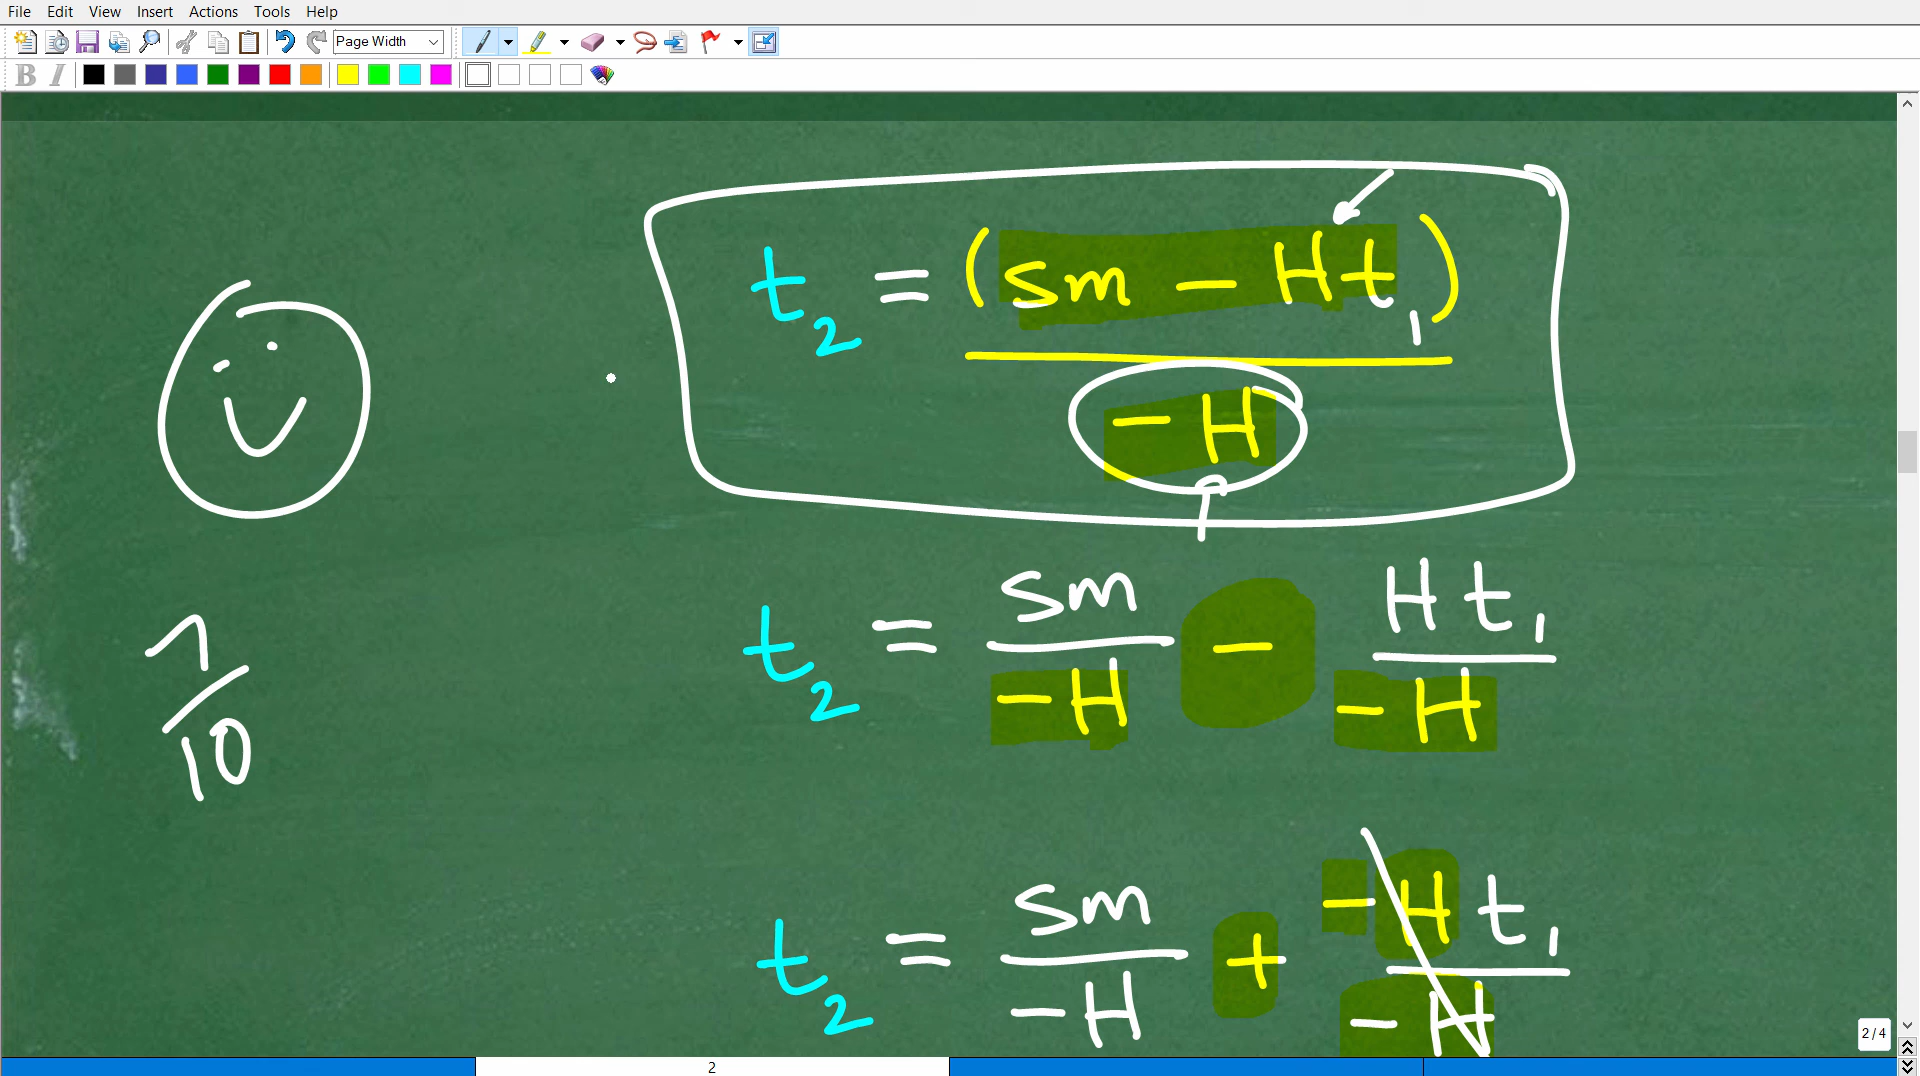 File Edit View Insert Actions Tools Help
Page Width
B I
t₂ = (sm - Ht₁)
-H
t₂ = sm/-H - Ht₁/-H
7/10
t₂ = sm/-H + -Ht₁/-H
2 / 4
2